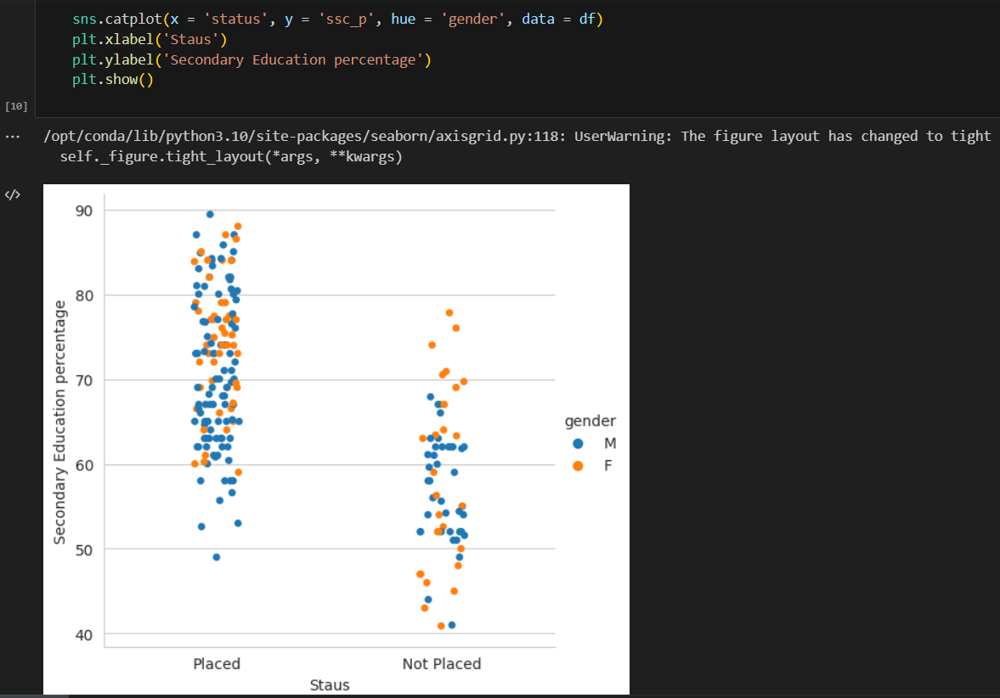 sns.catplot(x = 'status', y = 'ssc_p', hue = 'gender', data = df)
plt.xlabel('Staus')
plt.ylabel('Secondary Education percentage')
plt.show()
[10]
... /opt/conda/lib/python3.10/site-packages/seaborn/axisgrid.py:118: UserWarning: The figure layout has changed to tight
self._figure.tight_layout(*args, **kwargs)
</>
90
80
70
60
50
40
Secondary Education percentage
gender
M
F
Placed Not Placed
Staus